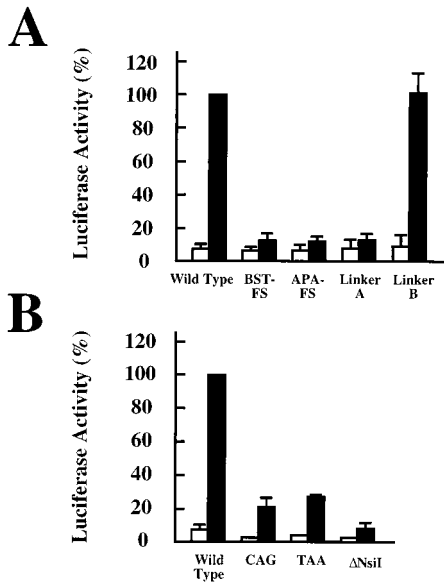 A
Luciferase Activity (%)
120
100
80
60
40
20
0
Wild Type
BST-
FS
APA-
FS
Linker
A
Linker
B
B
Luciferase Activity (%)
120
100
80
60
40
20
0
Wild
Type
CAG
TAA
ΔNsiI